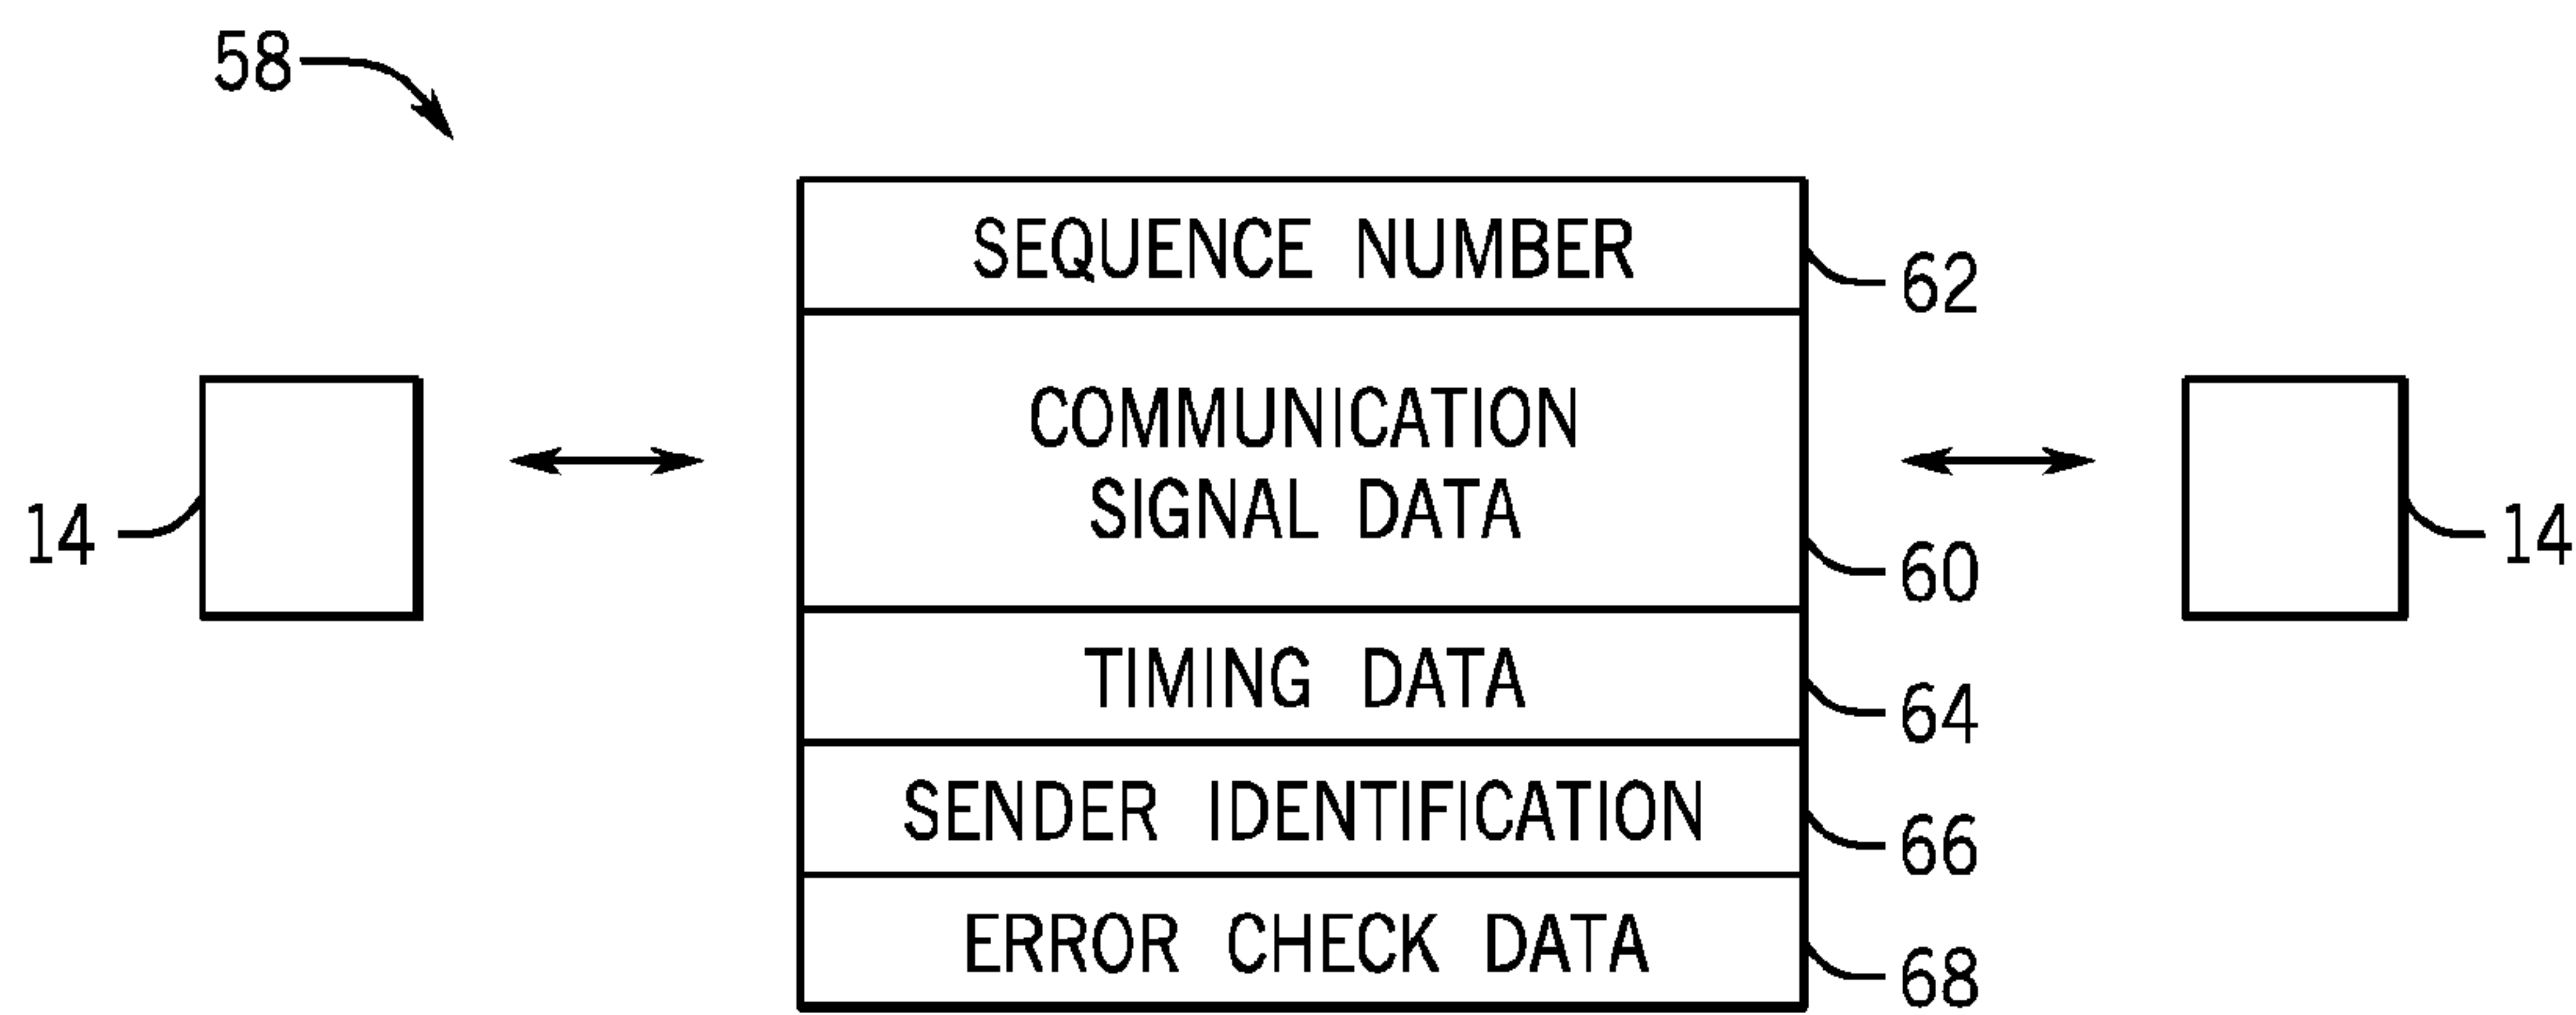 58
SEQUENCE NUMBER
62
COMMUNICATION
SIGNAL DATA
14
60
14
TIMING DATA
64
SENDER IDENTIFICATION
66
ERROR CHECK DATA
68